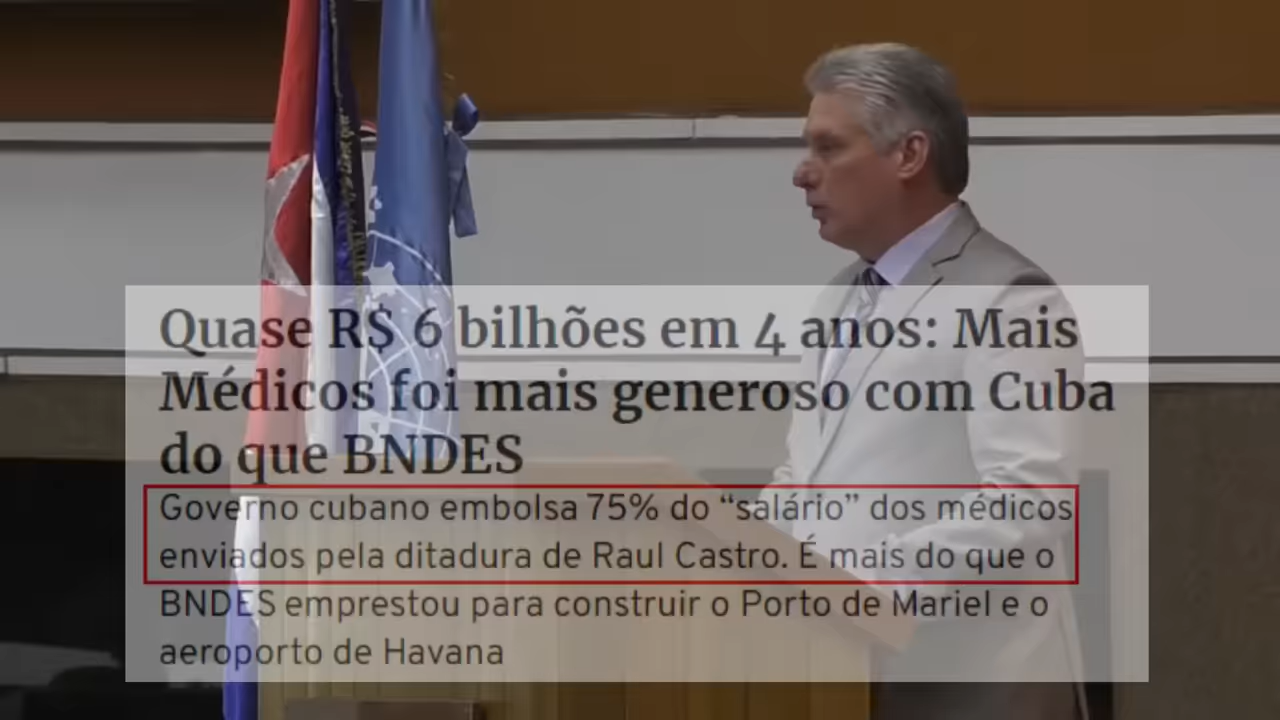 Quase R$ 6 bilhões em 4 anos: Mais
Médicos foi mais generoso com Cuba
do que BNDES
Governo cubano embolsa 75% do “salário” dos médicos
enviados pela ditadura de Raul Castro. É mais do que o
BNDES emprestou para construir o Porto de Mariel e o
aeroporto de Havana